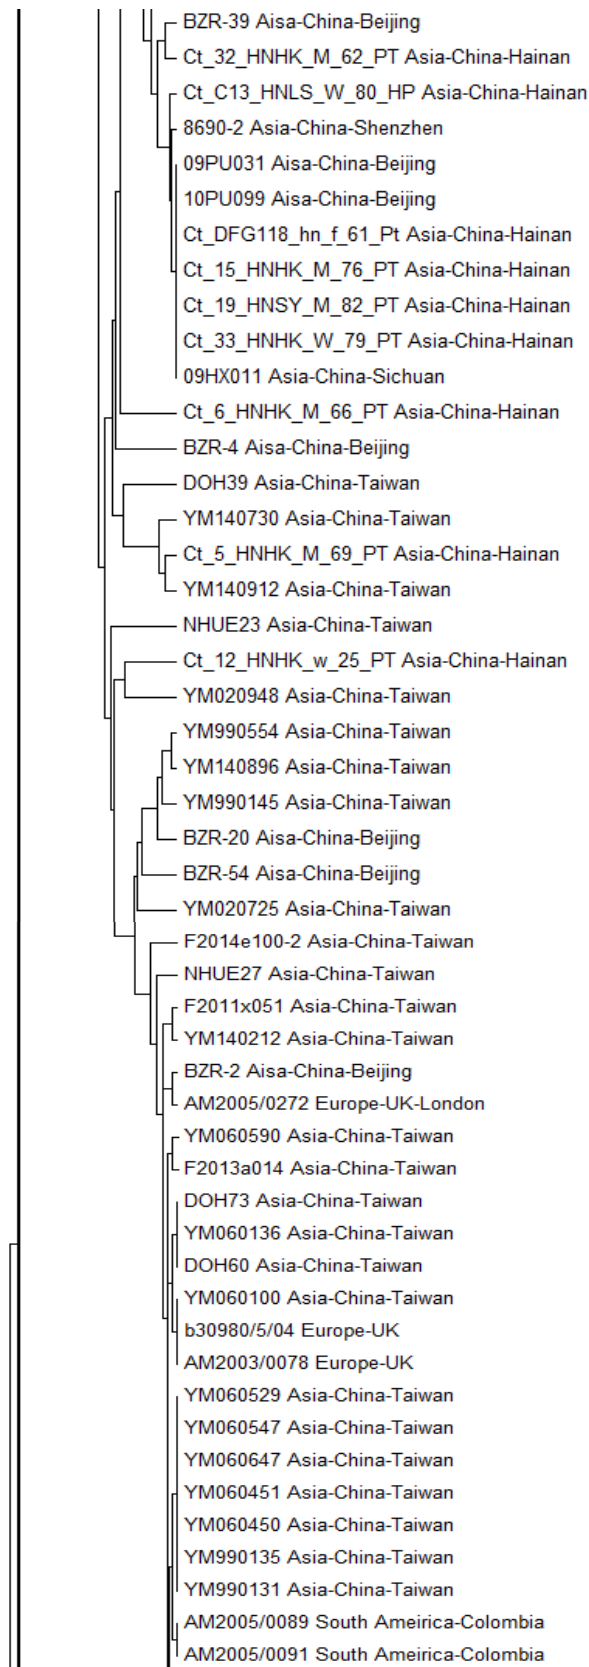 BZR-39 Aisa-China-Beijing
Ct_32_HNHK_M_62_PT Asia-China-Hainan
Ct_C13_HNLS_W_80_HP Asia-China-Hainan
8690-2 Asia-China-Shenzhen
09PU031 Aisa-China-Beijing
10PU099 Aisa-China-Beijing
Ct_DFG118_hn_f_61_Pt Asia-China-Hainan
Ct_15_HNHK_M_76_PT Asia-China-Hainan
Ct_19_HNSY_M_82_PT Asia-China-Hainan
Ct_33_HNHK_W_79_PT Asia-China-Hainan
09HX011 Asia-China-Sichuan
Ct_6_HNHK_M_66_PT Asia-China-Hainan
BZR-4 Aisa-China-Beijing
DOH39 Asia-China-Taiwan
YM140730 Asia-China-Taiwan
Ct_5_HNHK_M_69_PT Asia-China-Hainan
YM140912 Asia-China-Taiwan
NHUE23 Asia-China-Taiwan
Ct_12_HNHK_w_25_PT Asia-China-Hainan
YM020948 Asia-China-Taiwan
YM990554 Asia-China-Taiwan
YM140896 Asia-China-Taiwan
YM990145 Asia-China-Taiwan
BZR-20 Aisa-China-Beijing
BZR-54 Aisa-China-Beijing
YM020725 Asia-China-Taiwan
F2014e100-2 Asia-China-Taiwan
NHUE27 Asia-China-Taiwan
F2011x051 Asia-China-Taiwan
YM140212 Asia-China-Taiwan
BZR-2 Aisa-China-Beijing
AM2005/0272 Europe-UK-London
YM060590 Asia-China-Taiwan
F2013a014 Asia-China-Taiwan
DOH73 Asia-China-Taiwan
YM060136 Asia-China-Taiwan
DOH60 Asia-China-Taiwan
YM060100 Asia-China-Taiwan
b30980/5/04 Europe-UK
AM2003/0078 Europe-UK
YM060529 Asia-China-Taiwan
YM060547 Asia-China-Taiwan
YM060647 Asia-China-Taiwan
YM060451 Asia-China-Taiwan
YM060450 Asia-China-Taiwan
YM990135 Asia-China-Taiwan
YM990131 Asia-China-Taiwan
AM2005/0089 South Ameirica-Colombia
AM2005/0091 South Ameirica-Colombia